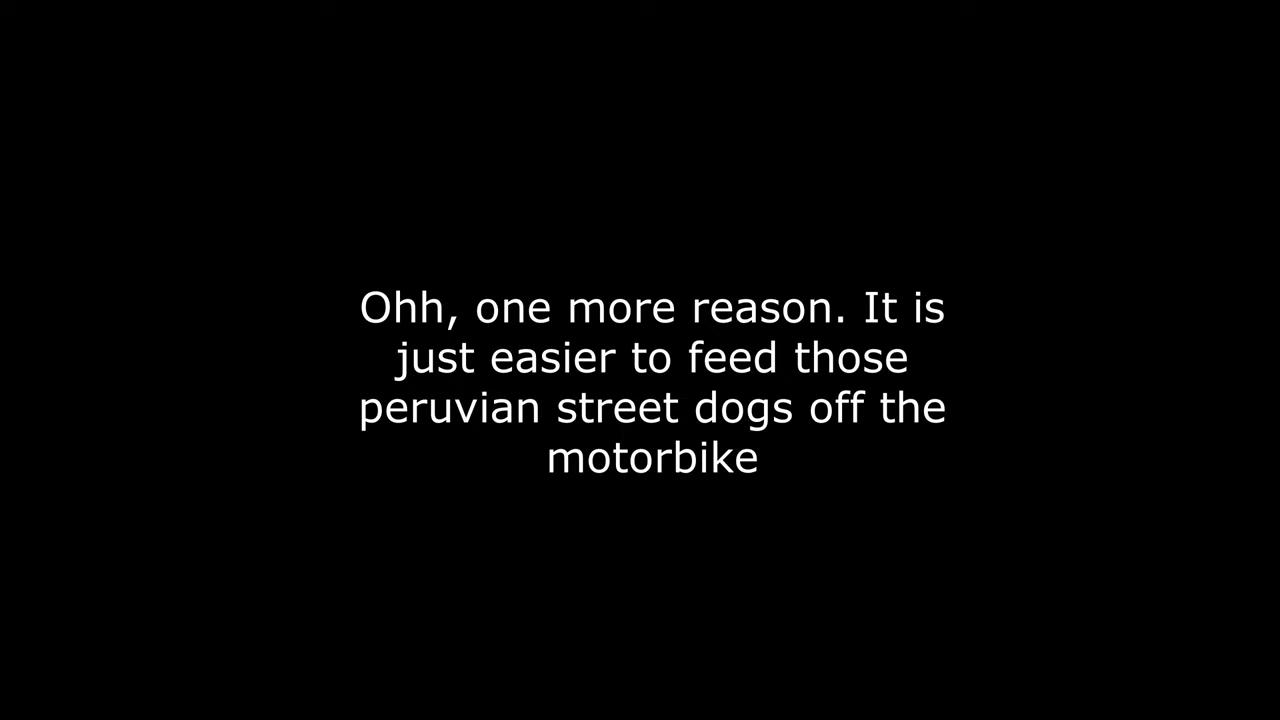 Ohh, one more reason. It is
just easier to feed those
peruvian street dogs off the
motorbike